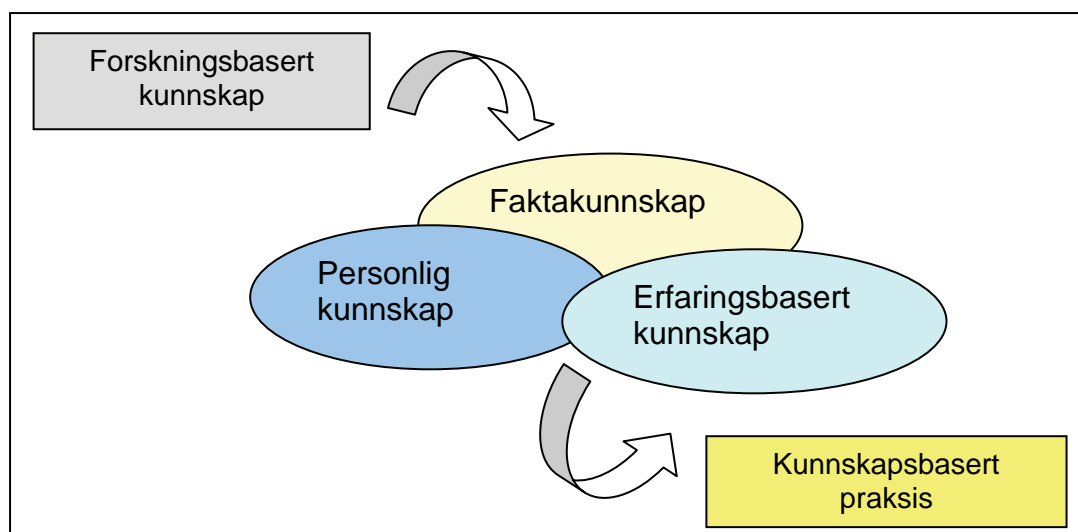 Forskningsbasert
kunnskap
Faktakunnskap
Personlig
kunnskap
Erfaringsbasert
kunnskap
Kunnskapsbasert
praksis